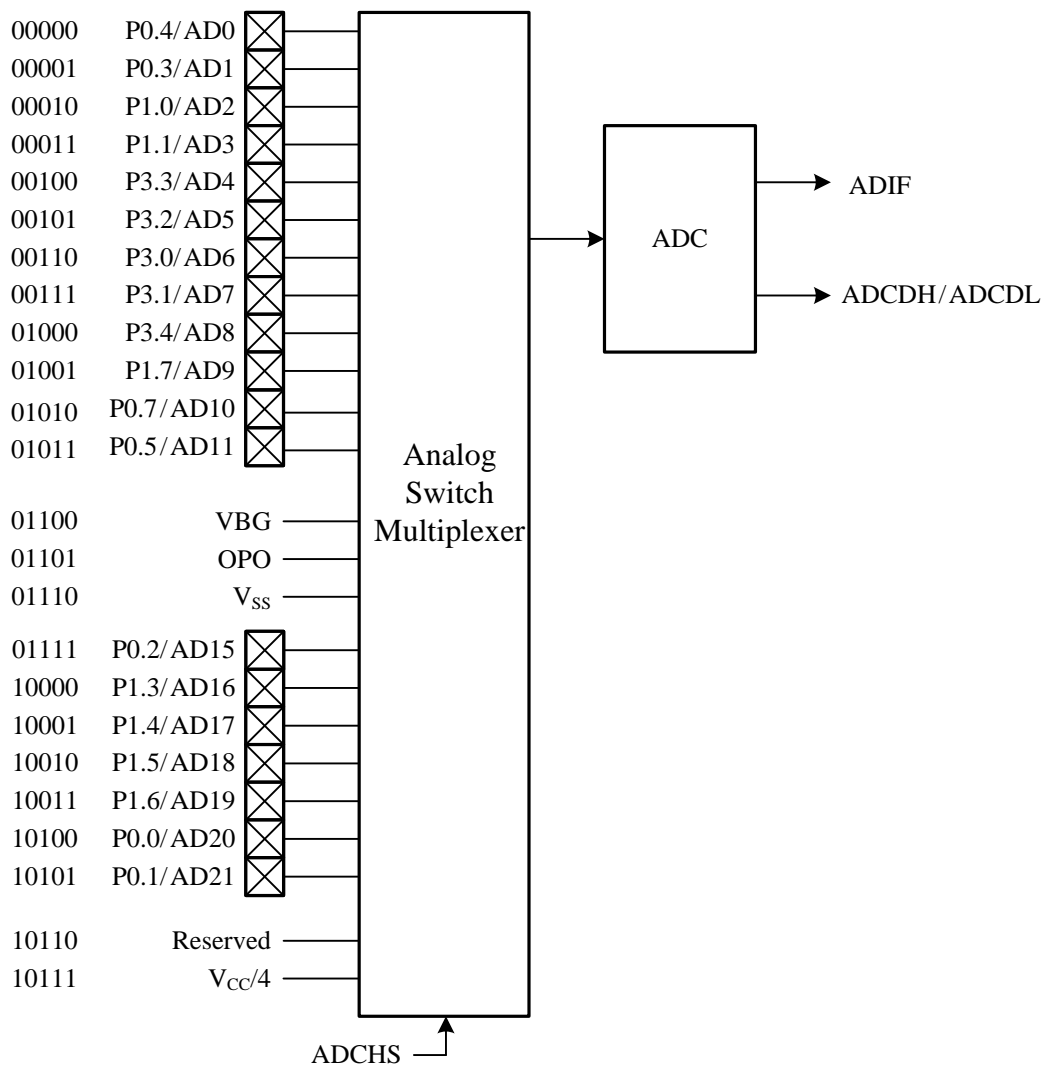 00000 P0.4/AD0
00001 P0.3/AD1
00010 P1.0/AD2
00011 P1.1/AD3
00100 P3.3/AD4
00101 P3.2/AD5
00110 P3.0/AD6
00111 P3.1/AD7
01000 P3.4/AD8
01001 P1.7/AD9
01010 P0.7/AD10
01011 P0.5/AD11
01100 VBG
01101 OPO
01110 VSS
01111 P0.2/AD15
10000 P1.3/AD16
10001 P1.4/AD17
10010 P1.5/AD18
10011 P1.6/AD19
10100 P0.0/AD20
10101 P0.1/AD21
10110 Reserved
10111 VCC/4
Analog
Switch
Multiplexer
ADCHS
ADC
ADIF
ADCDH/ADCDL